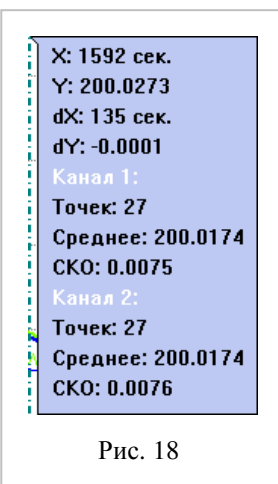 X: 1592 сек.
Y: 200.0273
dX: 135 сек.
dY: -0.0001
Канал 1:
Точек: 27
Среднее: 200.0174
СКО: 0.0075
Канал 2:
Точек: 27
Среднее: 200.0174
СКО: 0.0076
Рис. 18